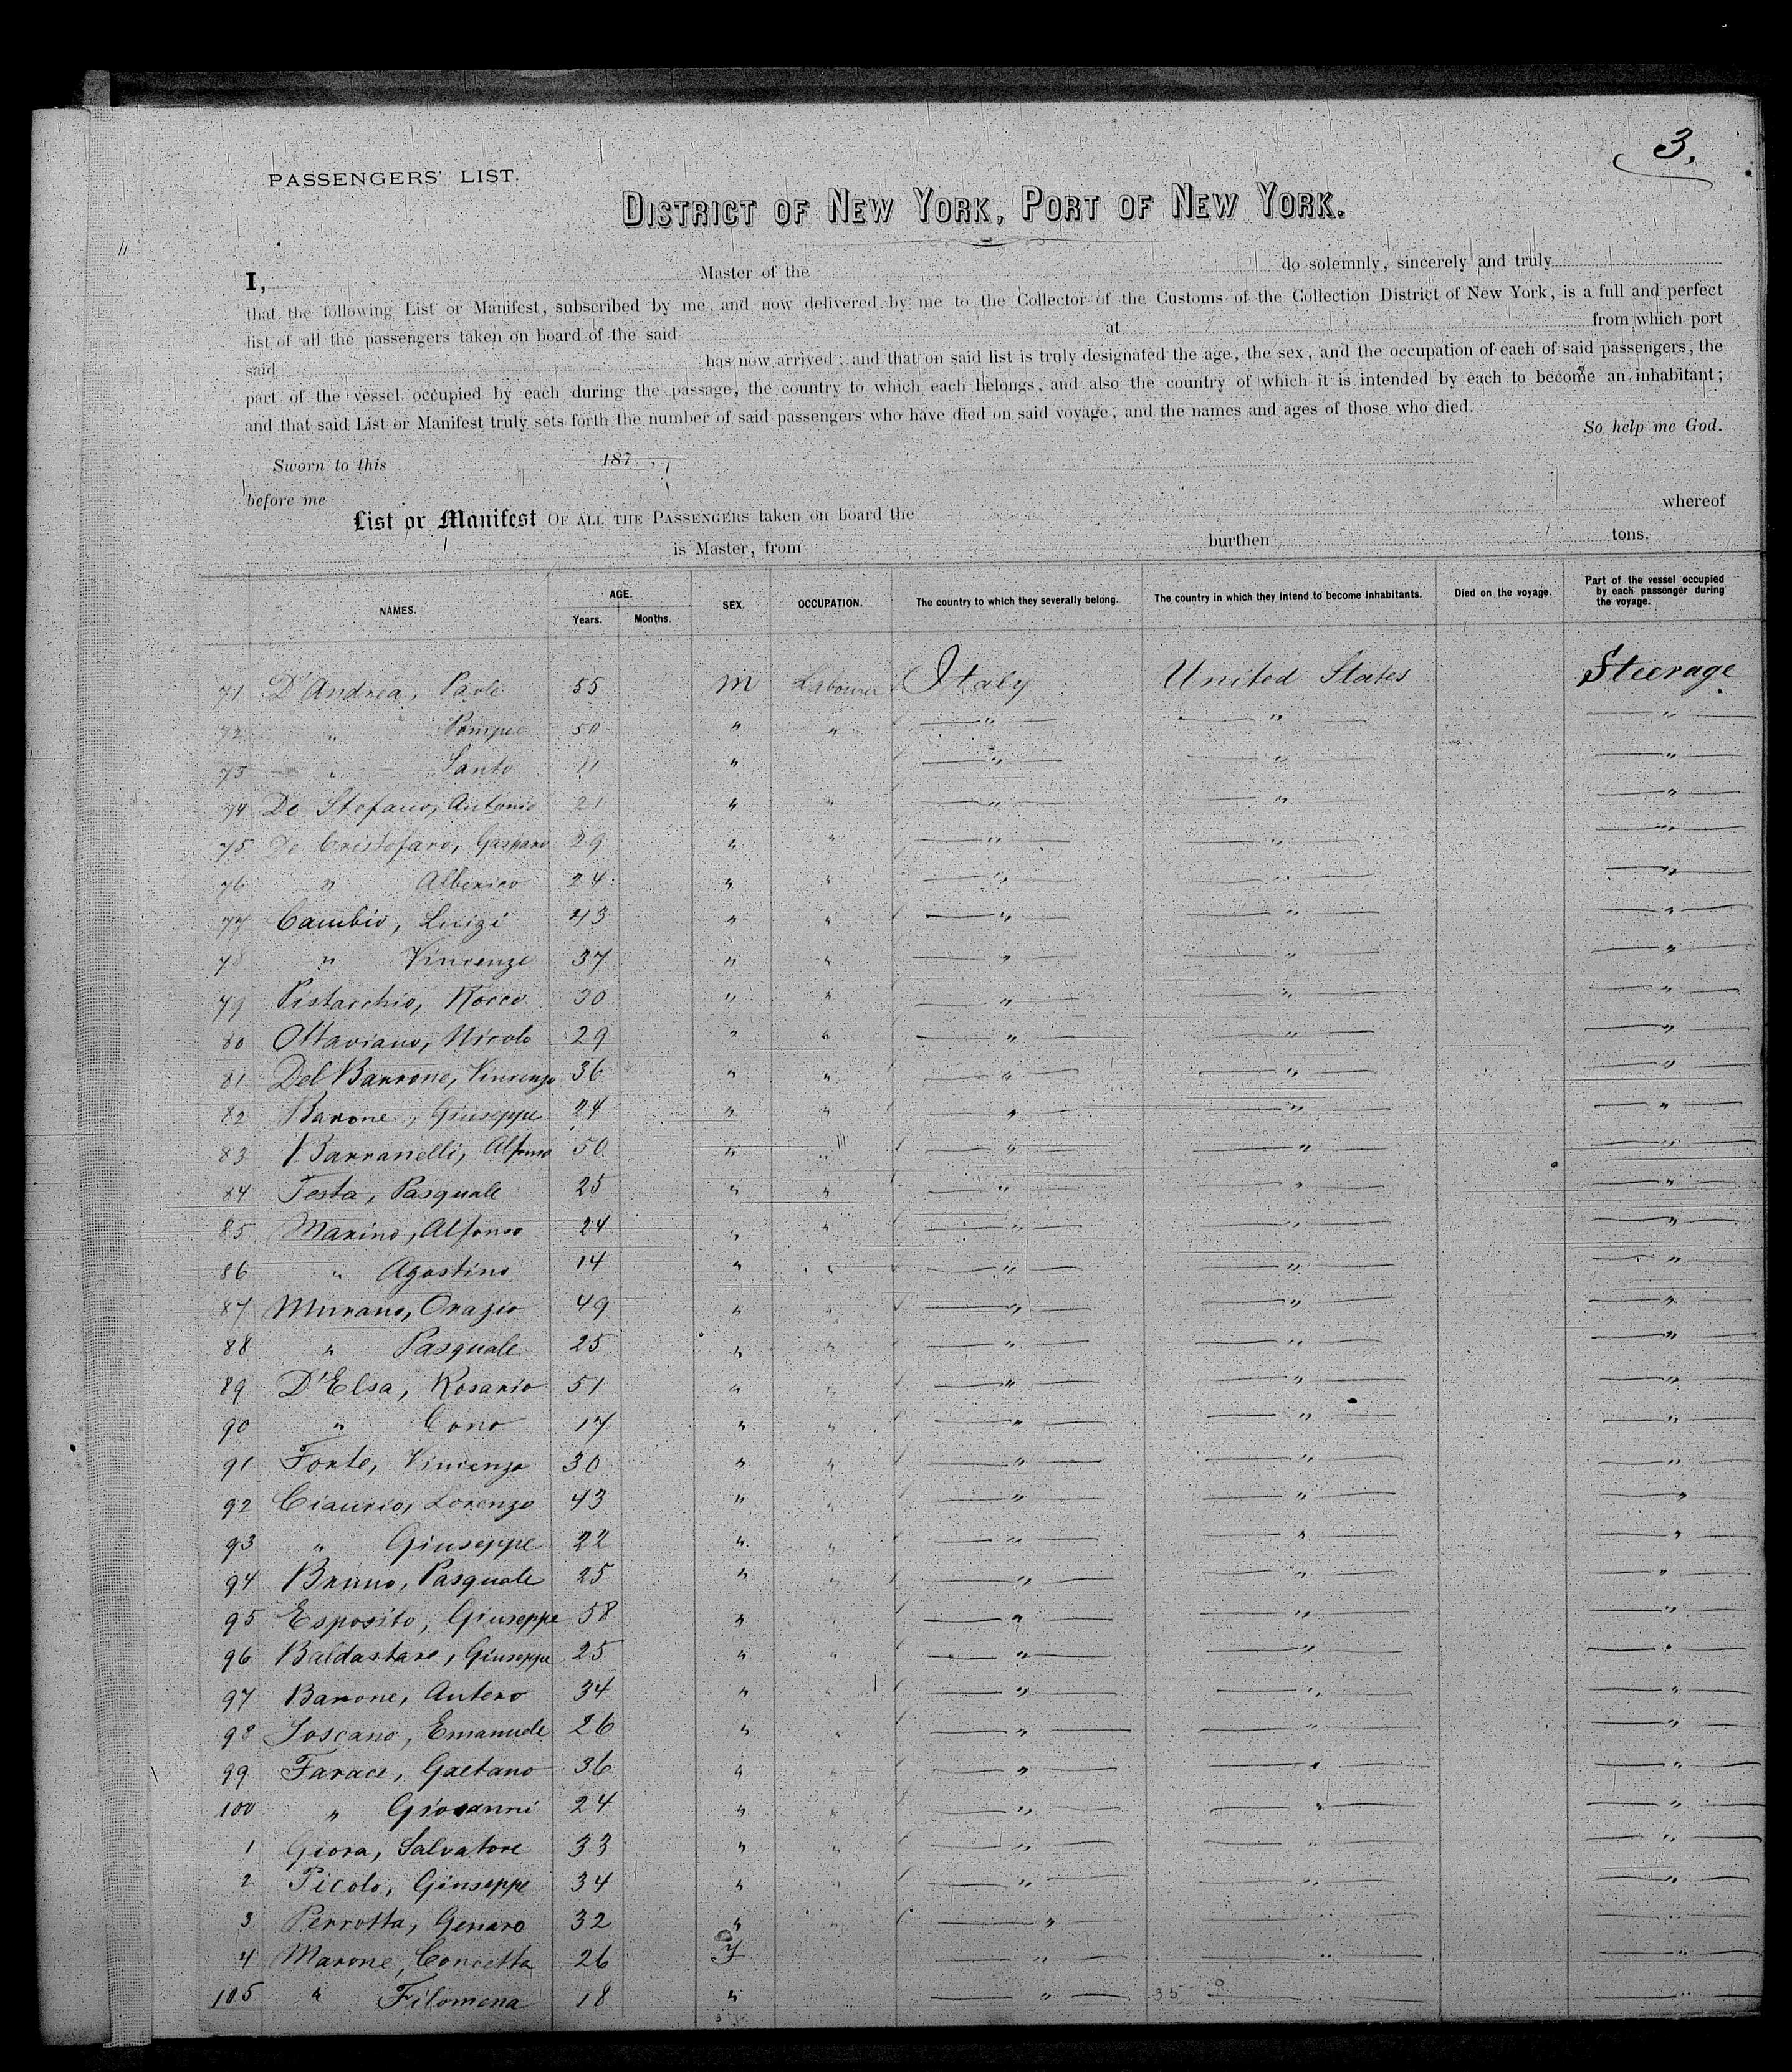 3.
PASSENGERS' LIST.
DISTRICT OF NEW YORK, PORT OF NEW YORK.
I, Master of the do solemnly, sincerely and truly
that the following List or Manifest, subscribed by me, and now delivered by me to the Collector of the Customs of the Collection District of New York, is a full and perfect
list of all the passengers taken on board of the said at from which port
said has now arrived; and that on said list is truly designated the age, the sex, and the occupation of each of said passengers, the
part of the vessel occupied by each during the passage, the country to which each belongs, and also the country of which it is intended by each to become an inhabitant;
and that said List or Manifest truly sets forth the number of said passengers who have died on said voyage, and the names and ages of those who died.
So help me God.
Sworn to this 187 ,
before me
List or Manifest OF ALL THE PASSENGERS taken on board the whereof
is Master, from burthen tons.
NAMES. AGE. Years. Months. SEX. OCCUPATION. The country to which they severally belong. The country in which they intend to become inhabitants. Died on the voyage. Part of the vessel occupied by each passenger during the voyage.
71 D'Andrea, Paolo 55 m Labourer Italy United States Steerage
72 " Pompeo 50 " " " " "
73 " Santo 11 " " " "
74 De Stefano, Antonio 21 " " " " "
75 De Cristofaro, Gasparo 29 " " " " "
76 " Alberico 24 " " " " "
77 Cambio, Luigi 43 " " " " "
78 " Vincenzo 37 " " " " "
79 Pistacchio, Rocco 30 " " " " "
80 Ottaviano, Nicolo 29 " " " " "
81 Del Barrone, Vincenzo 36 " " " " "
82 Barone, Giuseppe 24 " " " " "
83 Barranelli, Alfonso 50 " " " " "
84 Testa, Pasquale 25 " " " " "
85 Marino, Alfonso 24 " " " " "
86 " Agostino 14 " " " " "
87 Murano, Orazio 49 " " " " "
88 " Pasquale 25 " " " " "
89 D'Elsa, Rosario 51 " " " " "
90 " Cono 17 " " " " "
91 Forte, Vincenzo 30 " " " " "
92 Ciaurio, Lorenzo 43 " " " " "
93 " Giuseppe 22 " " " " "
94 Bruno, Pasquale 25 " " " " "
95 Esposito, Giuseppe 58 " " " " "
96 Baldastare, Giuseppe 25 " " " " "
97 Barone, Antero 34 " " " " "
98 Toscano, Emanuele 26 " " " " "
99 Farace, Gaetano 36 " " " " "
100 " Giovanni 24 " " " " "
1 Giora, Salvatore 33 " " " " "
2 Picolo, Giuseppe 34 " " " " "
3 Perrotta, Genaro 32 " " " " "
4 Marone, Concetta 26 f " " "
105 " Filomena 18 " " 35 " "